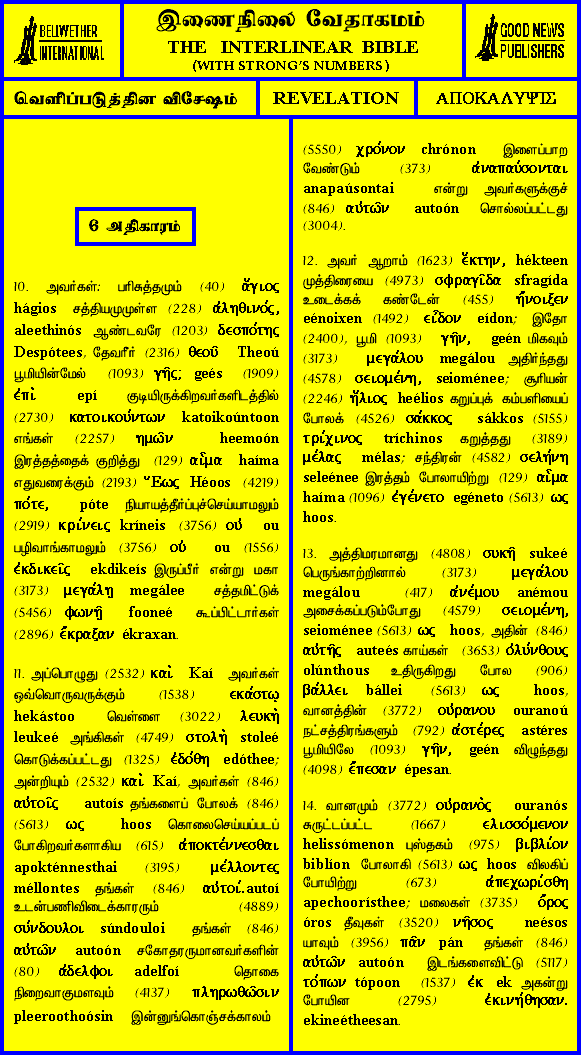 BELLWETHER
INTERNATIONAL
இணைநிலை வேதாகமம்
THE INTERLINEAR BIBLE
(WITH STRONG'S NUMBERS)
GOOD NEWS
PUBLISHERS
வெளிப்படுத்தின விசேஷம்
REVELATION
ΑΠΟΚΑΛΥΨΙΣ
6 அதிகாரம்
10. அவர்கள்: பரிசுத்தமும் (40) ἅγιος
hágios சத்தியமுமுள்ள (228) ἀληθινός,
aleethinós ஆண்டவரே (1203) δεσπότης
Despótees, தேவரீர் (2316) θεοῦ Theoú
பூமியின்மேல் (1093) γῆς; geés (1909)
ἐπὶ epí குடியிருக்கிறவர்களிடத்தில்
(2730) κατοικούντων katoikoúntoon
எங்கள் (2257) ημῶν heemoón
இரத்தத்தைக் குறித்து (129) αἷμα haíma
எதுவரைக்கும் (2193) Ἕως Héoos (4219)
πότε, póte நியாயத்தீர்ப்புச்செய்யாமலும்
(2919) κρίνεις kríneis (3756) οὐ ou
பழிவாங்காமலும் (3756) οὐ ou (1556)
ἐκδικεῖς ekdikeís இருப்பீர் என்று மகா
(3173) μεγάλῃ megálee சத்தமிட்டுக்
(5456) φωνῇ fooneé கூப்பிட்டார்கள்
(2896) ἔκραξαν ékraxan.
11. அப்பொழுது (2532) καὶ Kaí அவர்கள்
ஒவ்வொருவருக்கும் (1538) εκάστῳ
hekástoo வெள்ளை (3022) λευκὴ
leukeé அங்கிகள் (4749) στολὴ stoleé
கொடுக்கப்பட்டது (1325) ἐδόθη edóthee;
அன்றியும் (2532) καὶ Kaí, அவர்கள் (846)
αὐτοῖς autoís தங்களைப் போலக் (846)
(5613) ως hoos கொலைசெய்யப்படப்
போகிறவர்களாகிய (615) ἀποκτέννεσθαι
apokténnesthai (3195) μέλλοντες
méllontes தங்கள் (846) αὐτοί.autoí
உடன்பணிவிடைக்காரரும் (4889)
σύνδουλοι súndouloi தங்கள் (846)
αὐτῶν autoón சகோதரருமானவர்களின்
(80) ἀδελφοι adelfoí தொகை
நிறைவாகுமளவும் (4137) πληρωθῶσιν
pleeroothoósin இன்னுங்கொஞ்சக்காலம்
(5550) χρόνον chrónon இளைப்பாற
வேண்டும் (373) ἀναπαύσονται
anapaúsontai என்று அவர்களுக்குச்
(846) αὐτῶν autoón சொல்லப்பட்டது
(3004).
12. அவர் ஆறாம் (1623) ἕκτην, hékteen
முத்திரையை (4973) σφραγῖδα sfragída
உடைக்கக் கண்டேன் (455) ἤνοιξεν
eénoixen (1492) εἶδον eídon; இதோ
(2400), பூமி (1093) γῆν, geén மிகவும்
(3173) μεγάλου megálou அதிர்ந்தது
(4578) σειομένη, seioménee; சூரியன்
(2246) ἥλιος heélios கறுப்புக் கம்பளியைப்
போலக் (4526) σάκκος sákkos (5155)
τρίχινος tríchinos கறுத்தது (3189)
μέλας mélas; சந்திரன் (4582) σελήνη
seleénee இரத்தம் போலாயிற்று (129) αἷμα
haíma (1096) ἐγένετο egéneto (5613) ως
hoos.
13. அத்திமரமானது (4808) συκῆ sukeé
பெருங்காற்றினால் (3173) μεγάλου
megálou (417) ἀνέμου anémou
அசைக்கப்படும்போது (4579) σειομένη,
seioménee (5613) ως hoos, அதின் (846)
αὐτῆς auteés காய்கள் (3653) ὀλύνθους
olúnthous உதிருகிறது போல (906)
βάλλει bállei (5613) ως hoos,
வானத்தின் (3772) οὐρανου ouranoú
நட்சத்திரங்களும் (792) ἀστέρες astéres
பூமியிலே (1093) γῆν, geén விழுந்தது
(4098) ἔπεσαν épesan.
14. வானமும் (3772) οὐρανὸς ouranós
சுருட்டப்பட்ட (1667) ελισσόμενον
helissómenon புஸ்தகம் (975) βιβλίον
biblíon போலாகி (5613) ως hoos விலகிப்
போயிற்று (673) ἀπεχωρίσθη
apechoorísthee; மலைகள் (3735) ὄρος
óros தீவுகள் (3520) νῆσος neésos
யாவும் (3956) πᾶν pán தங்கள் (846)
αὐτῶν autoón இடங்களைவிட்டு (5117)
τόπων tópoon (1537) ἐκ ek அகன்று
போயின (2795) ἐκινήθησαν.
ekineétheesan.